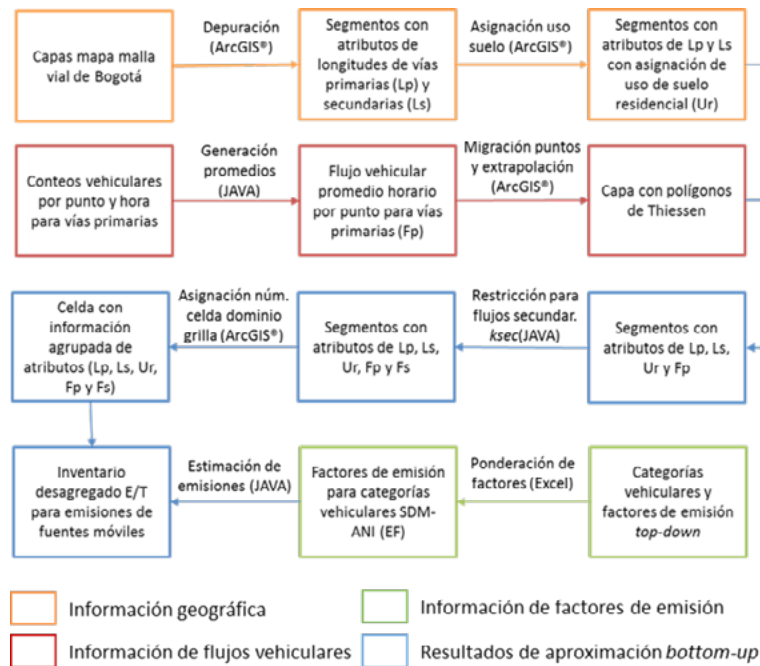 Capas mapa malla
vial de Bogotá
Depuración
(ArcGIS®)
Segmentos con
atributos de
longitudes de vías
primarias (Lp) y
secundarias (Ls)
Asignación uso
suelo (ArcGIS®)
Segmentos con
atributos de Lp y Ls
con asignación de
uso de suelo
residencial (Ur)
Conteos vehiculares
por punto y hora
para vías primarias
Generación
promedios
(JAVA)
Flujo vehicular
promedio horario
por punto para vías
primarias (Fp)
Migración puntos
y extrapolación
(ArcGIS®)
Capa con polígonos
de Thiessen
Celda con
información
agrupada de
atributos (Lp, Ls, Ur,
Fp y Fs)
Asignación núm.
celda dominio
grilla (ArcGIS®)
Segmentos con
atributos de Lp, Ls,
Ur, Fp y Fs
Restricción para
flujos secundar.
ksec(JAVA)
Segmentos con
atributos de Lp, Ls,
Ur y Fp
Inventario
desagregado E/T
para emisiones de
fuentes móviles
Estimación de
emisiones (JAVA)
Factores de emisión
para categorías
vehiculares SDM-
ANI (EF)
Ponderación de
factores (Excel)
Categorías
vehiculares y
factores de emisión
top-down
Información geográfica
Información de factores de emisión
Información de flujos vehiculares
Resultados de aproximación bottom-up